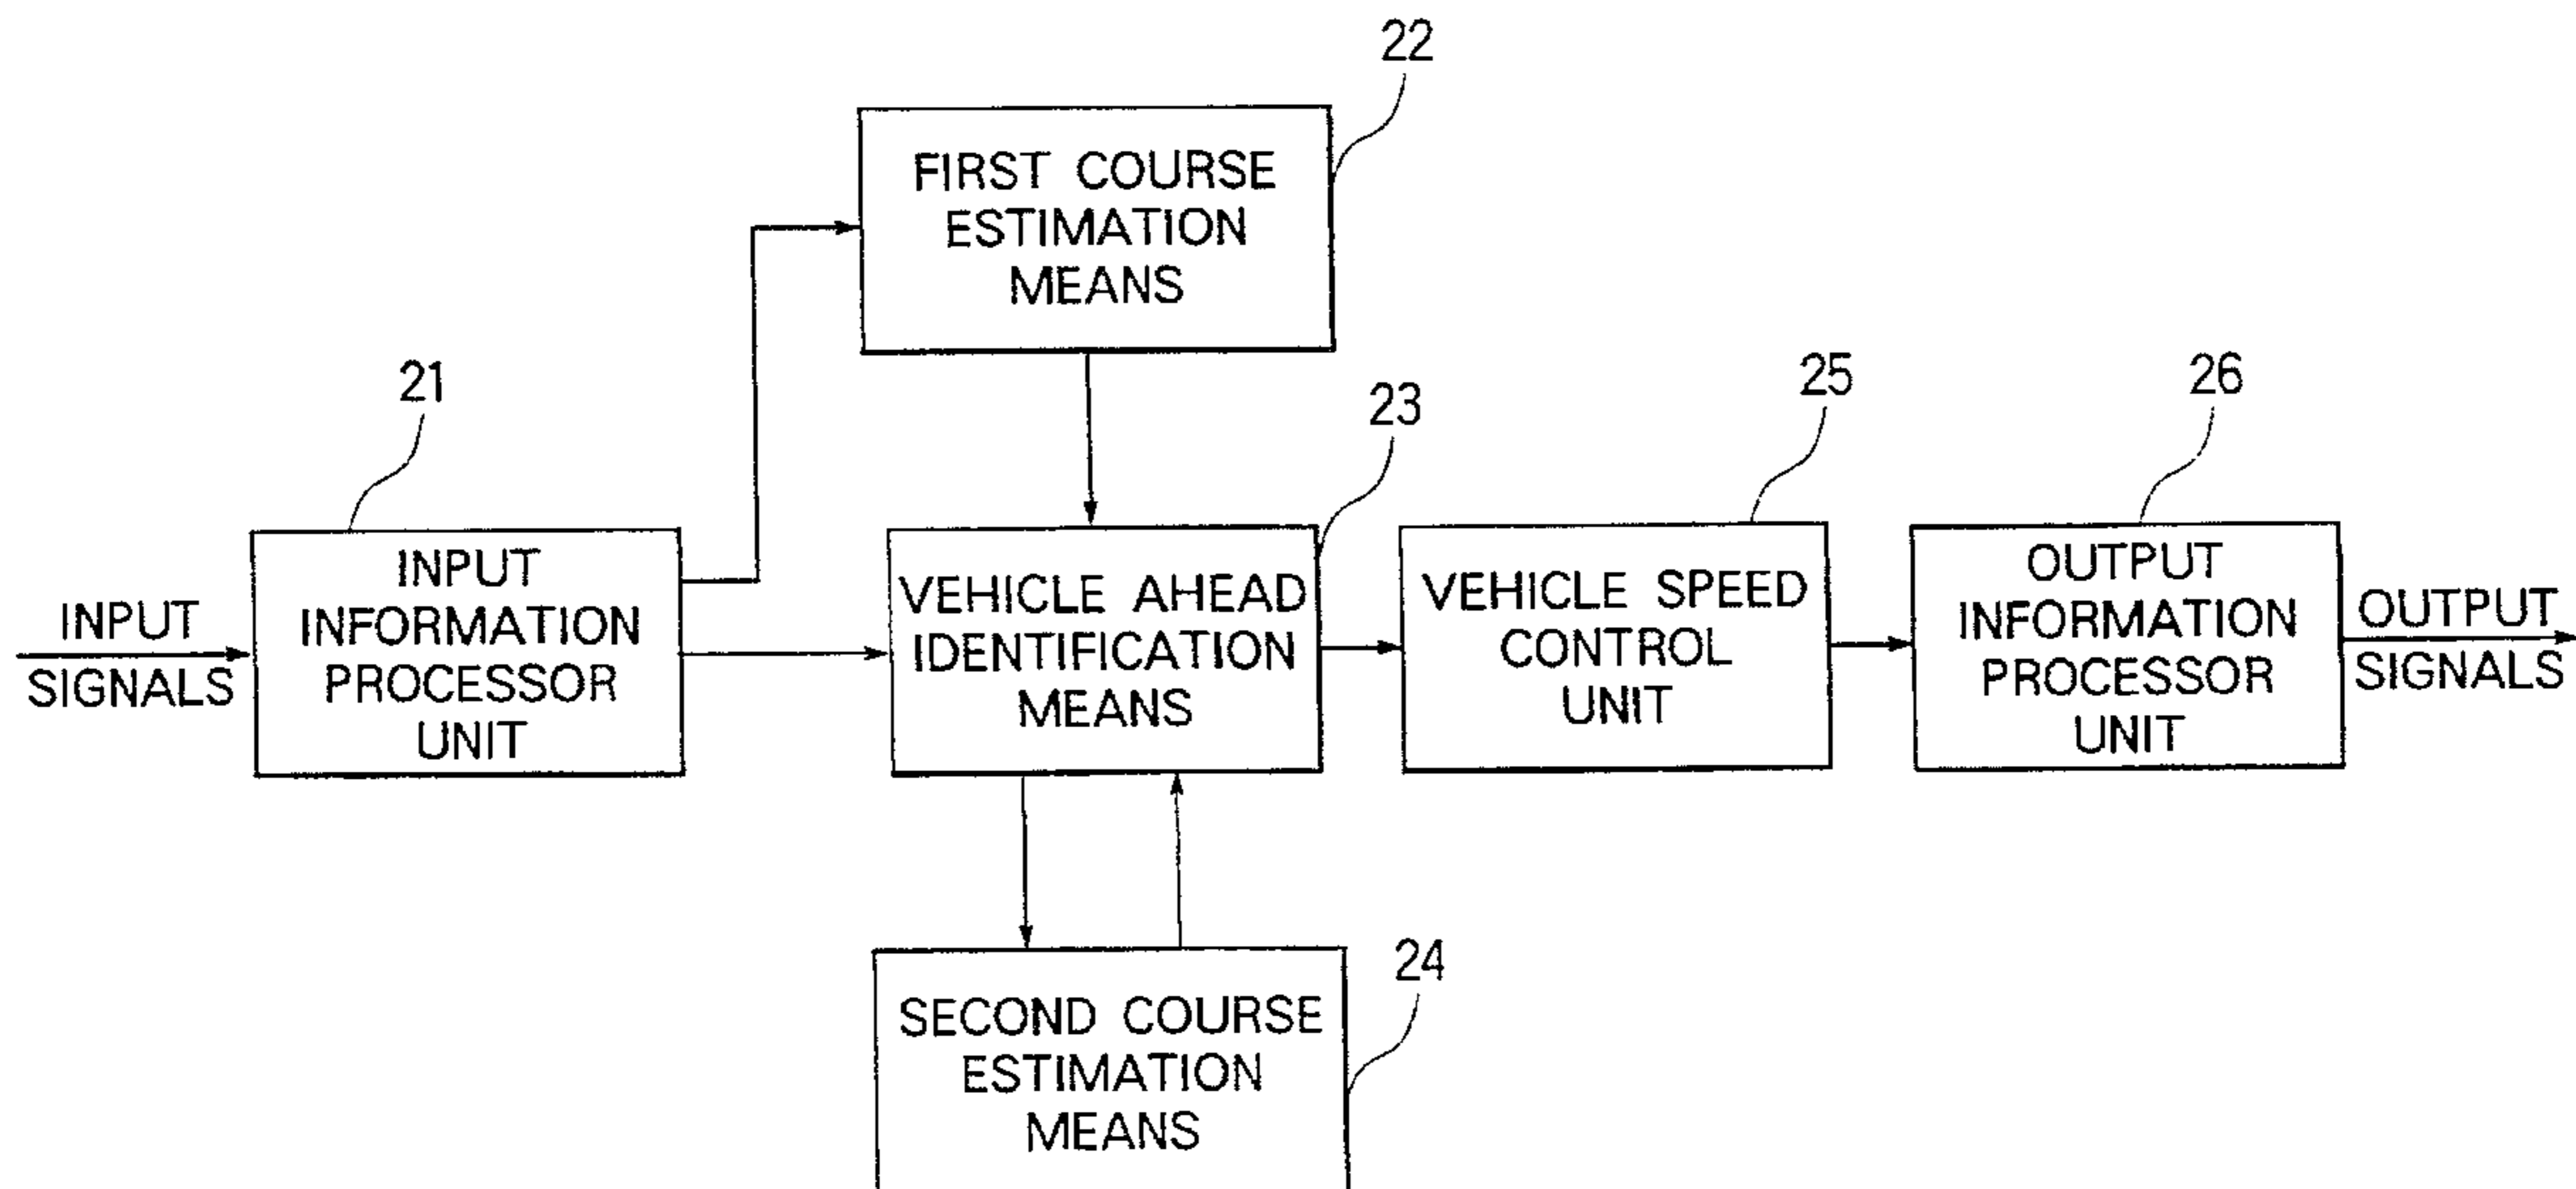 22
FIRST COURSE
ESTIMATION
MEANS
21
23
25
26
INPUT
SIGNALS
INPUT
INFORMATION
PROCESSOR
UNIT
VEHICLE AHEAD
IDENTIFICATION
MEANS
VEHICLE SPEED
CONTROL
UNIT
OUTPUT
INFORMATION
PROCESSOR
UNIT
OUTPUT
SIGNALS
24
SECOND COURSE
ESTIMATION
MEANS